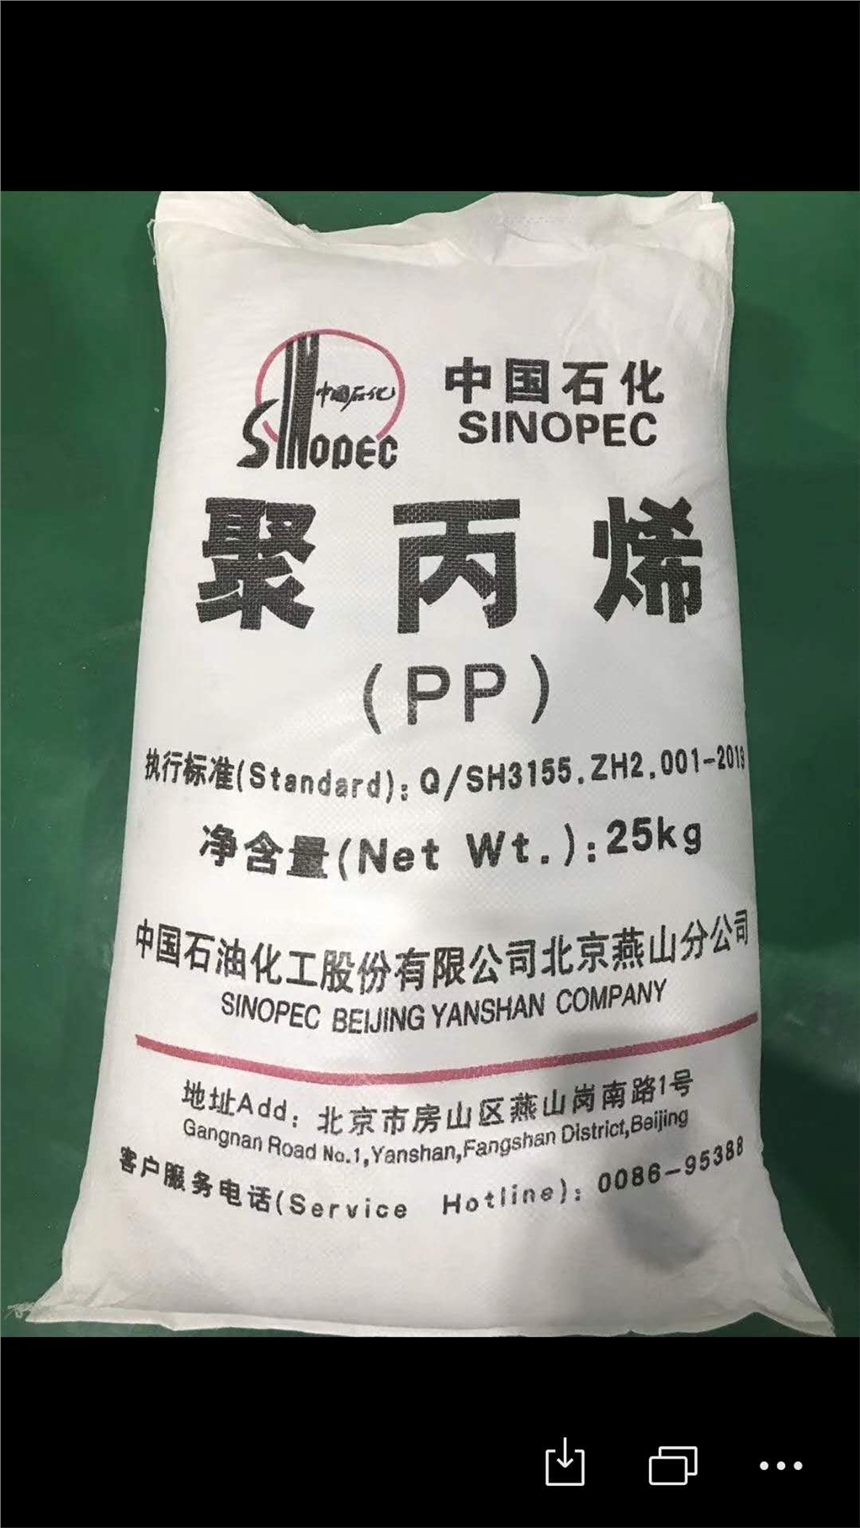 中国石化
SINOPEC
中国石化
SINOPEC
聚丙烯
(PP)
执行标准(Standard):Q/SH3155.ZH2.001-2019
净含量(Net Wt.):25kg
中国石油化工股份有限公司北京燕山分公司
SINOPEC BEIJING YANSHAN COMPANY
地址Add:北京市房山区燕山岗南路1号
Gangnan Road No.1,Yanshan,Fangshan District,Beijing
客户服务电话(Service Hotline):0086-95388